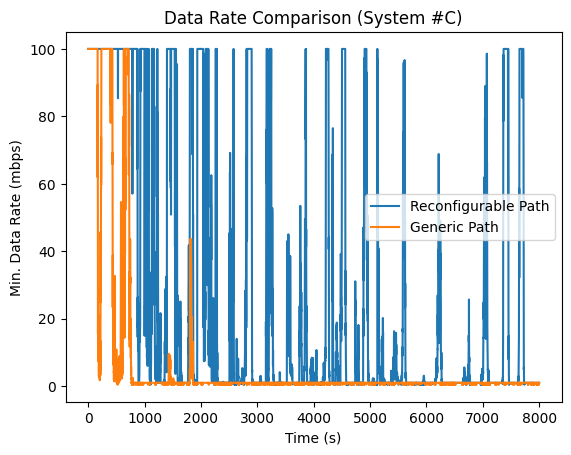 Data Rate Comparison (System #C)
Min. Data Rate (mbps)
100
80
60
40
20
0
Reconfigurable Path
Generic Path
0 1000 2000 3000 4000 5000 6000 7000 8000
Time (s)